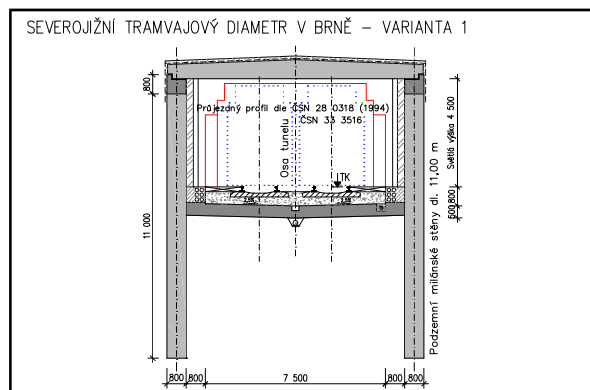 SEVEROJIŽNÍ TRAMVAJOVÝ DIAMETR V BRNĚ – VARIANTA 1
800
Průjezdný profil dle ČSN 28 0318 (1994)
ČSN 33 3516
Osa tunelu
TK
Světlá výška 4 500
800
500
11 000
Podzemní milánské stěny dl. 11,00 m
800 800 7 500 800 800